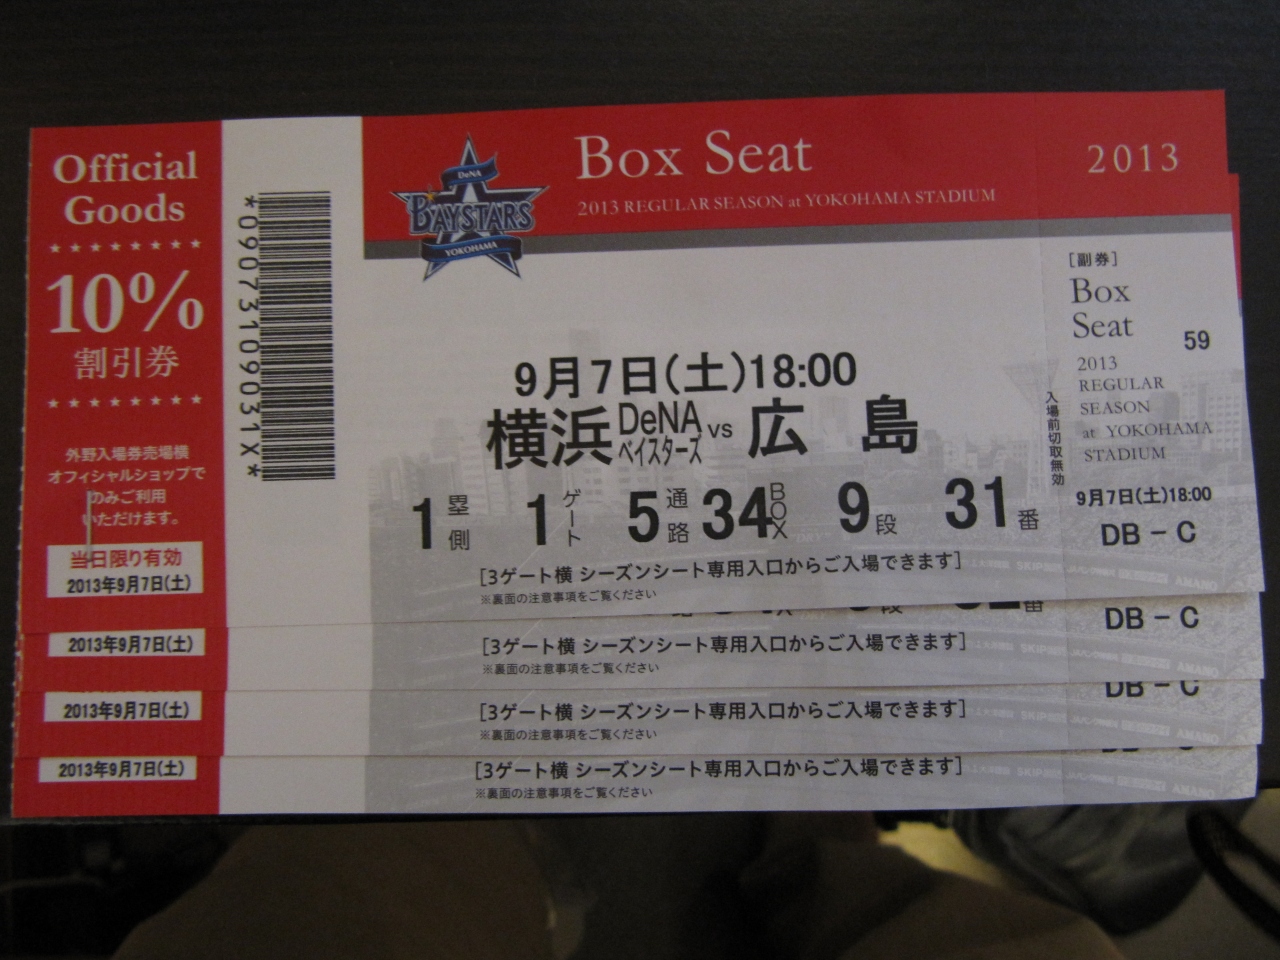 Official
Goods
★★★★★★★★
10%
割引券
★★★★★★★★
外野入場券売場横
オフィシャルショップで
のみご利用
いただけます。
当日限り有効
2013年9月7日(土)
*0907310903 1X*
DeNA
BAYSTARS
YOKOHAMA
Box Seat
2013 REGULAR SEASON at YOKOHAMA STADIUM
2013
9月7日(土)18:00
横浜DeNAベイスターズ vs 広島
1塁側 1ゲート 5通路 34BOX 9段 31番
[3ゲート横 シーズンシート専用入口からご入場できます]
※裏面の注意事項をご覧ください
入場前切取無効
[副券]
Box
Seat
59
2013
REGULAR
SEASON
at YOKOHAMA
STADIUM
9月7日(土)18:00
DB-C
2013年9月7日(土)
[3ゲート横 シーズンシート専用入口からご入場できます]
※裏面の注意事項をご覧ください
DB-C
2013年9月7日(土)
[3ゲート横 シーズンシート専用入口からご入場できます]
※裏面の注意事項をご覧ください
DB-C
2013年9月7日(土)
[3ゲート横 シーズンシート専用入口からご入場できます]
※裏面の注意事項をご覧ください